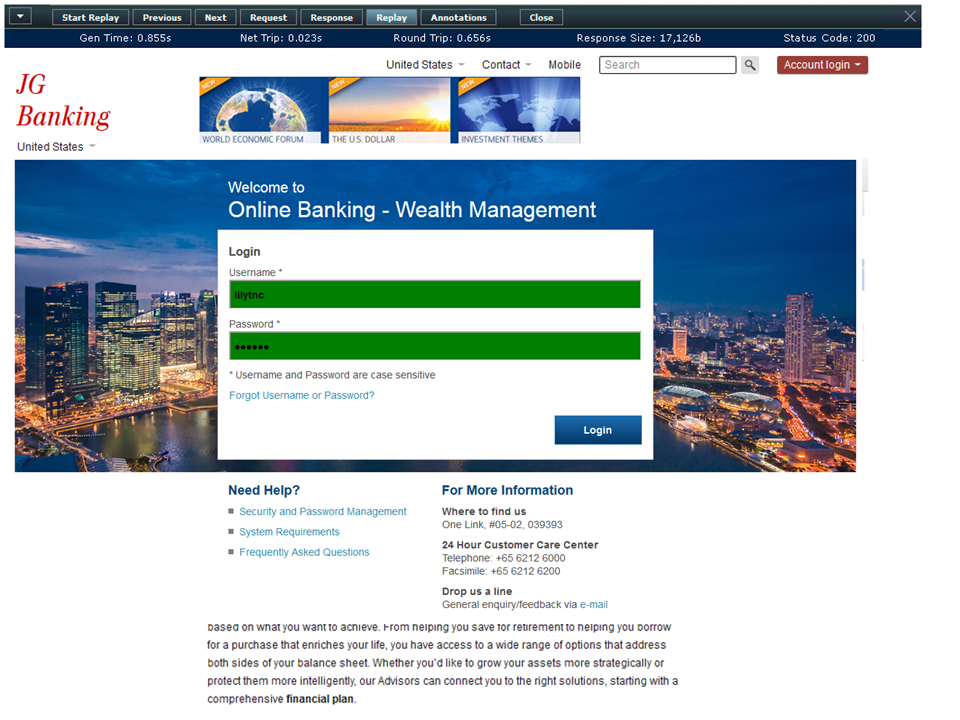 Start Replay Previous Next Request Response Replay Annotations Close
Gen Time: 0.855s Net Trip: 0.023s Round Trip: 0.656s Response Size: 17,126b Status Code: 200
United States Contact Mobile Search Account login
JG
Banking
United States
NEW NEW NEW
WORLD ECONOMIC FORUM THE U.S. DOLLAR INVESTMENT THEMES
Welcome to
Online Banking - Wealth Management
Login
Username *
lilytnc
Password *
••••••
* Username and Password are case sensitive
Forgot Username or Password?
Login
Need Help?
Security and Password Management
System Requirements
Frequently Asked Questions
For More Information
Where to find us
One Link, #05-02, 039393
24 Hour Customer Care Center
Telephone: +65 6212 6000
Facsimile: +65 6212 6200
Drop us a line
General enquiry/feedback via e-mail
based on what you want to achieve. From helping you save for retirement to helping you borrow
for a purchase that enriches your life, you have access to a wide range of options that address
both sides of your balance sheet. Whether you'd like to grow your assets more strategically or
protect them more intelligently, our Advisors can connect you to the right solutions, starting with a
comprehensive financial plan.